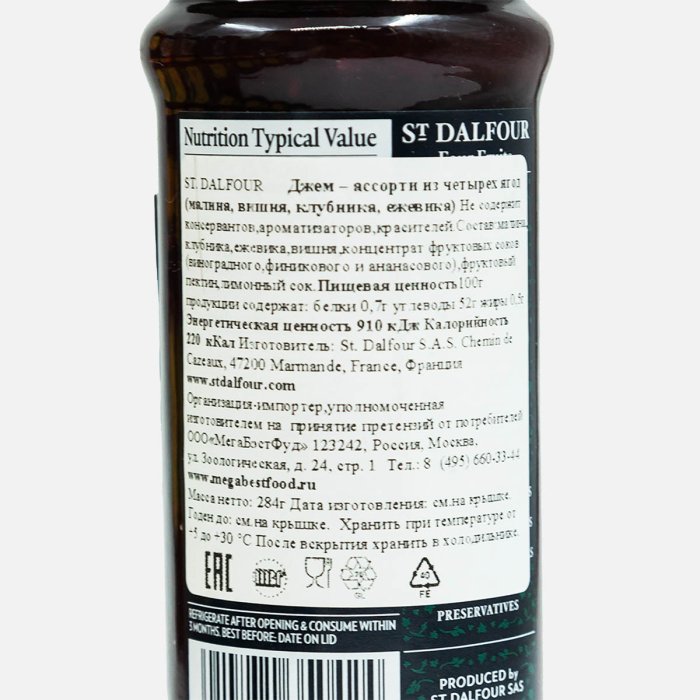 Nutrition Typical Value
ST DALFOUR
Four Fruits
ST. DALFOUR Джем – ассорти из четырех ягод
(малина, вишня, клубника, ежевика) Не содержит
консервантов,ароматизаторов,красителей.Состав:малина,
клубника,ежевика,вишня,концентрат фруктовых соков
(виноградного,финикового и ананасового),фруктовый
пектин,лимонный сок.Пищевая ценность100г
продукции содержат: белки 0,7г углеводы 52г жиры 0,5г
Энергетическая ценность 910 кДж Калорийность
220 кКал Изготовитель: St. Dalfour S.A.S. Chemin de
Cazeaux, 47200 Marmande, France, Франция
www.stdalfour.com
Организация-импортер,уполномоченная
изготовителем на принятие претензий от потребителей
ООО«МегаБэстФуд» 123242, Россия, Москва,
ул. Зоологическая, д. 24, стр. 1 Тел.: 8 (495) 660-33-44
www.megabestfood.ru
Масса нетто: 284г Дата изготовления: см.на крышке.
Годен до: см.на крышке. Хранить при температуре от
+5 до +30 °C После вскрытия хранить в холодильнике.
EAC
GL
40
FE
PRESERVATIVES
REFRIGERATE AFTER OPENING & CONSUME WITHIN
3 MONTHS. BEST BEFORE: DATE ON LID
PRODUCED by
ST DALFOUR SAS